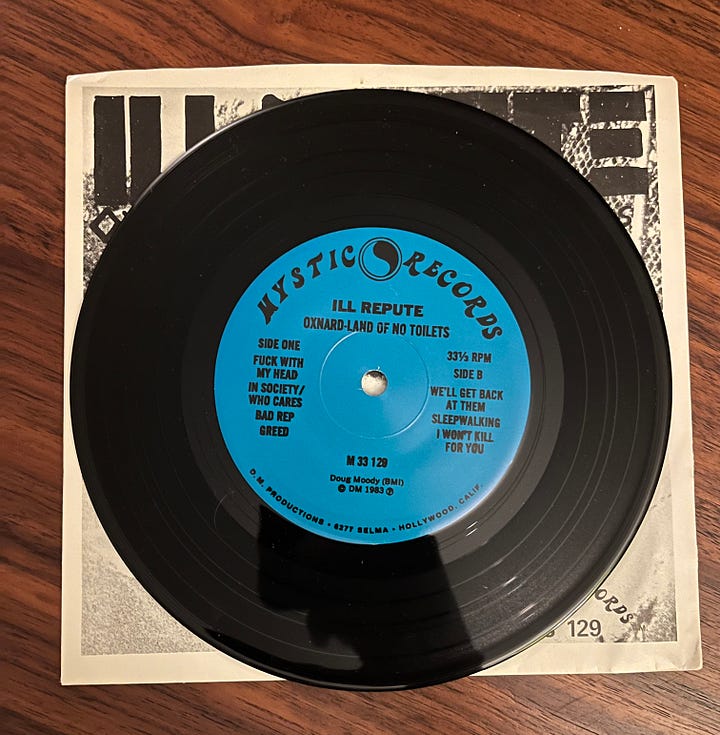 MYSTIC RECORDS
ILL REPUTE
OXNARD-LAND OF NO TOILETS
SIDE ONE
FUCK WITH
MY HEAD
IN SOCIETY/
WHO CARES
BAD REP
GREED
33⅓ RPM
SIDE B
WE'LL GET BACK
AT THEM
SLEEPWALKING
I WON'T KILL
FOR YOU
M 33 129
Doug Moody (BMI)
© DM 1983 ℗
D.M. PRODUCTIONS • 6277 SELMA - HOLLYWOOD, CALIF.
129